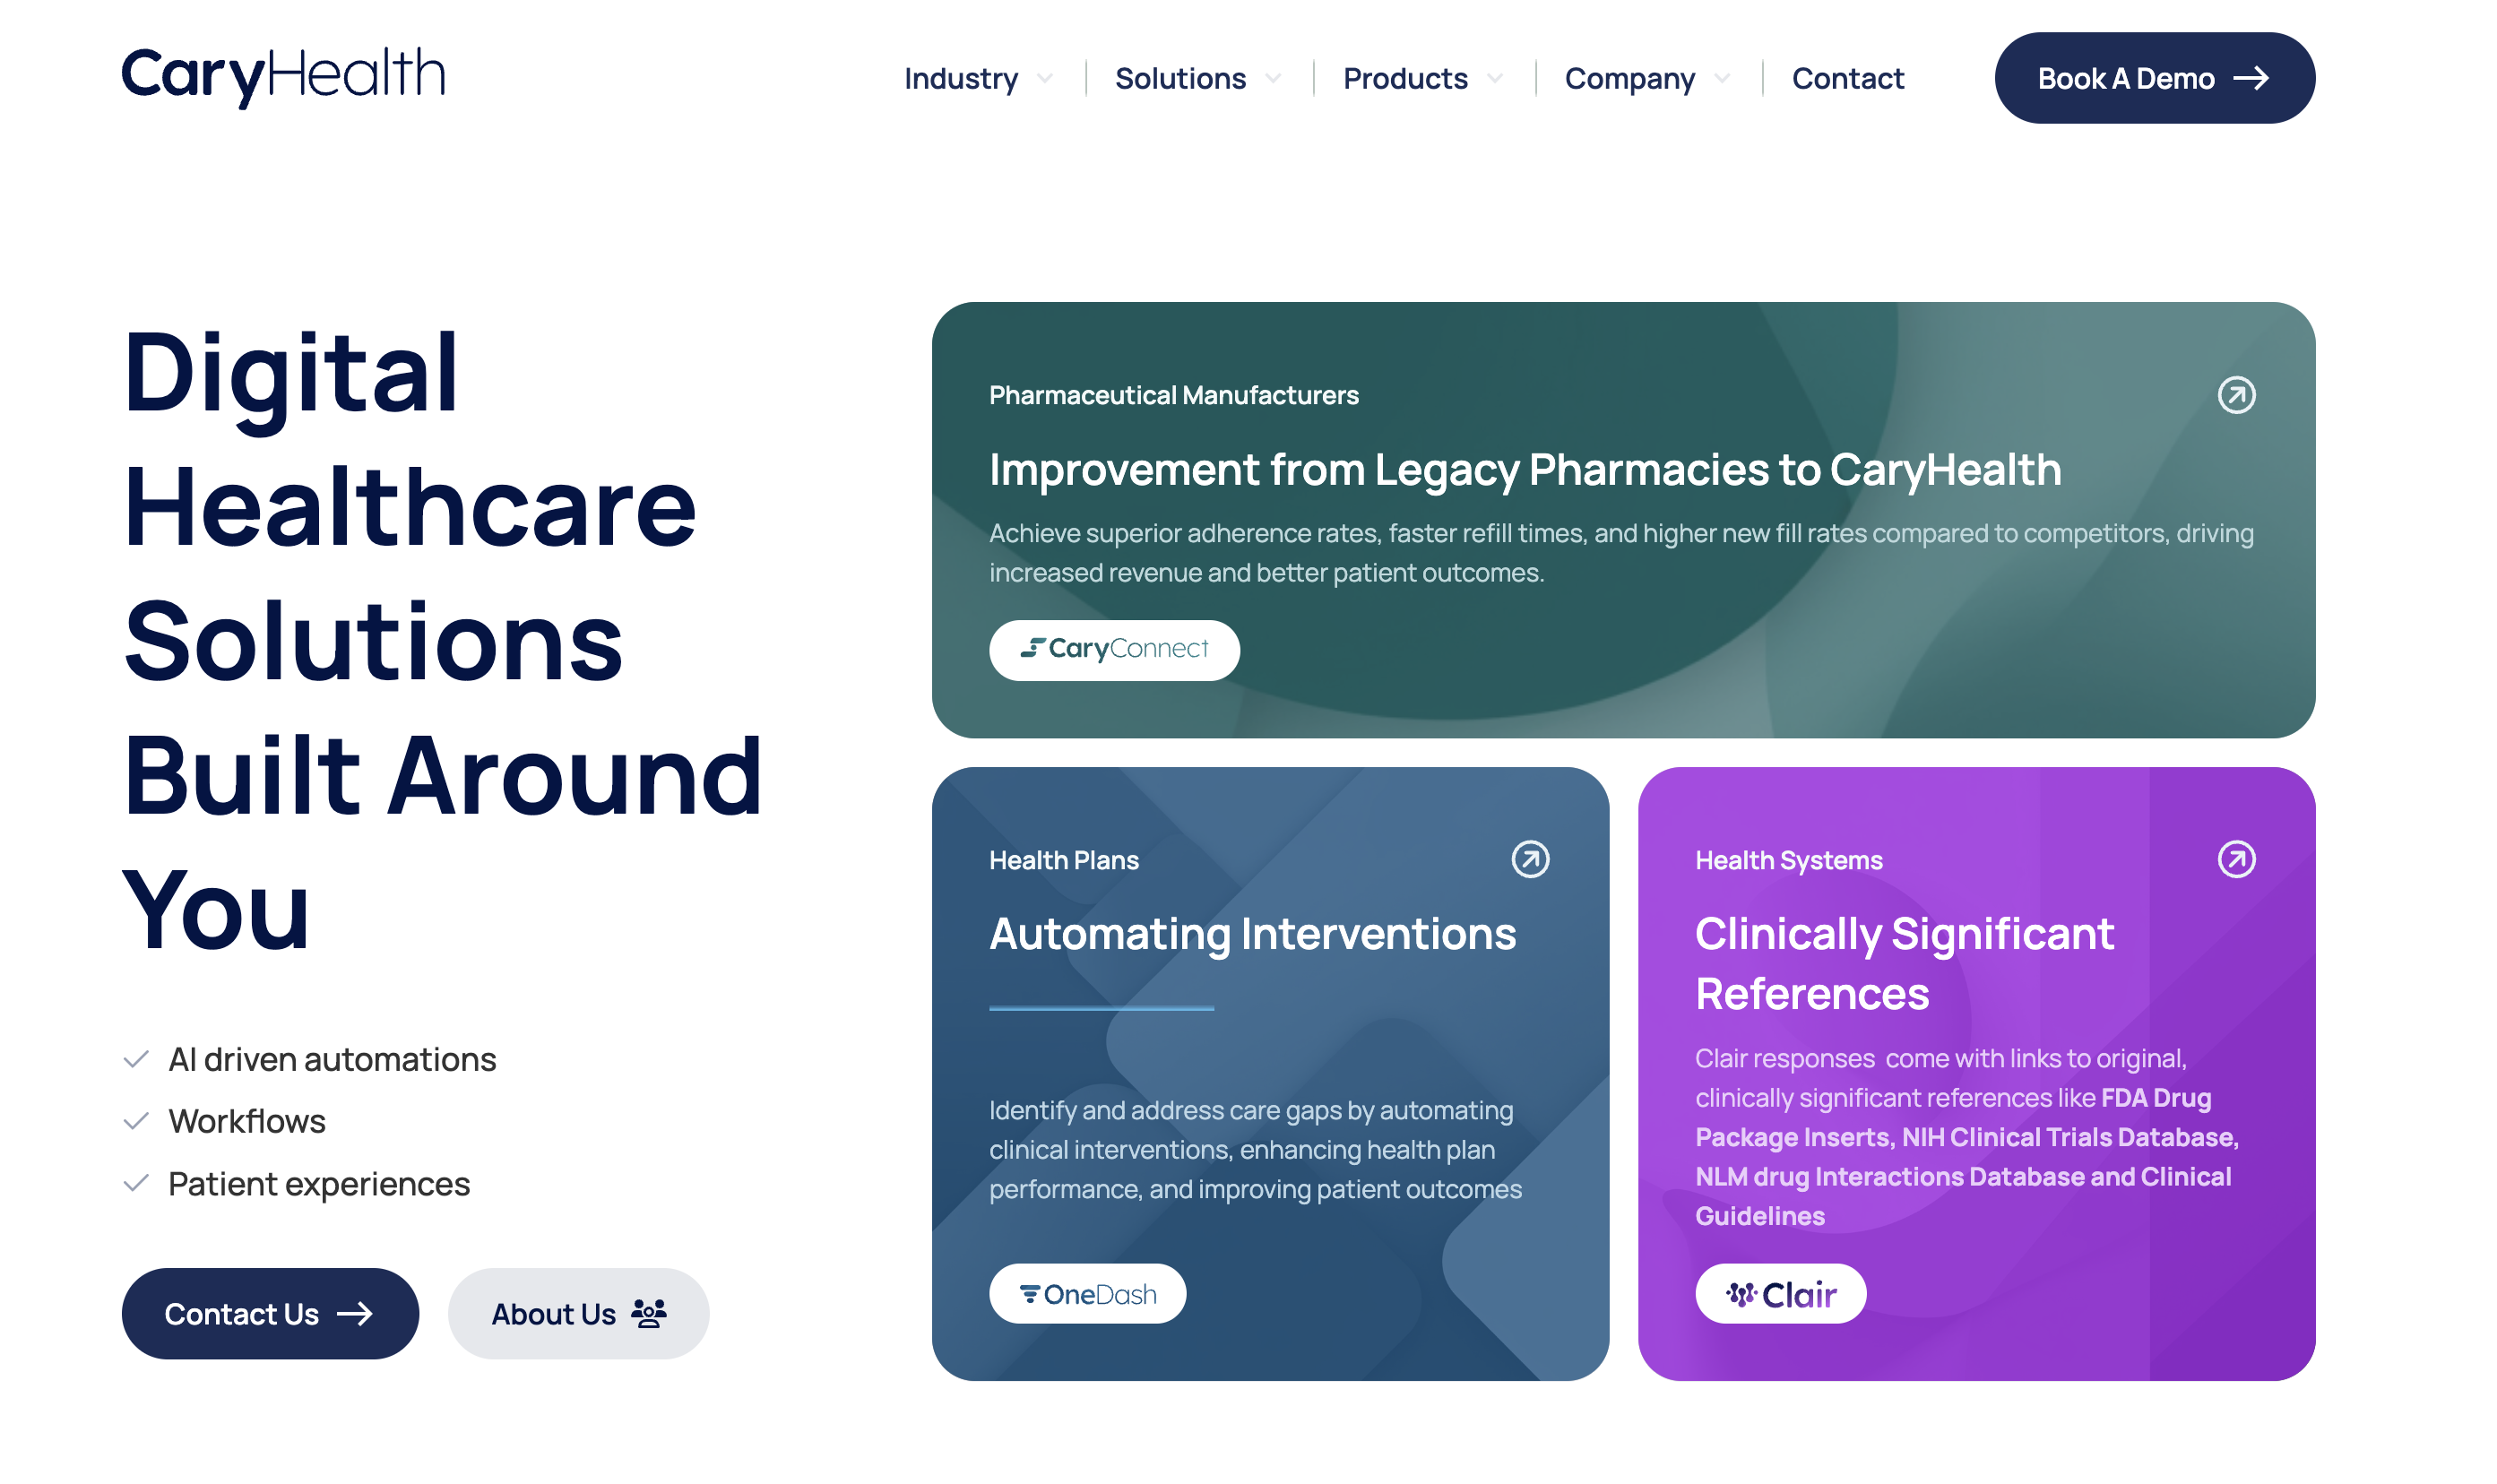 CaryHealth
Industry
Solutions
Products
Company
Contact
Book A Demo
Digital
Healthcare
Solutions
Built Around
You
AI driven automations
Workflows
Patient experiences
Contact Us
About Us
Pharmaceutical Manufacturers
Improvement from Legacy Pharmacies to CaryHealth
Achieve superior adherence rates, faster refill times, and higher new fill rates compared to competitors, driving
increased revenue and better patient outcomes.
CaryConnect
Health Plans
Automating Interventions
Identify and address care gaps by automating
clinical interventions, enhancing health plan
performance, and improving patient outcomes
OneDash
Health Systems
Clinically Significant
References
Clair responses  come with links to original,
clinically significant references like FDA Drug
Package Inserts, NIH Clinical Trials Database,
NLM drug Interactions Database and Clinical
Guidelines
Clair